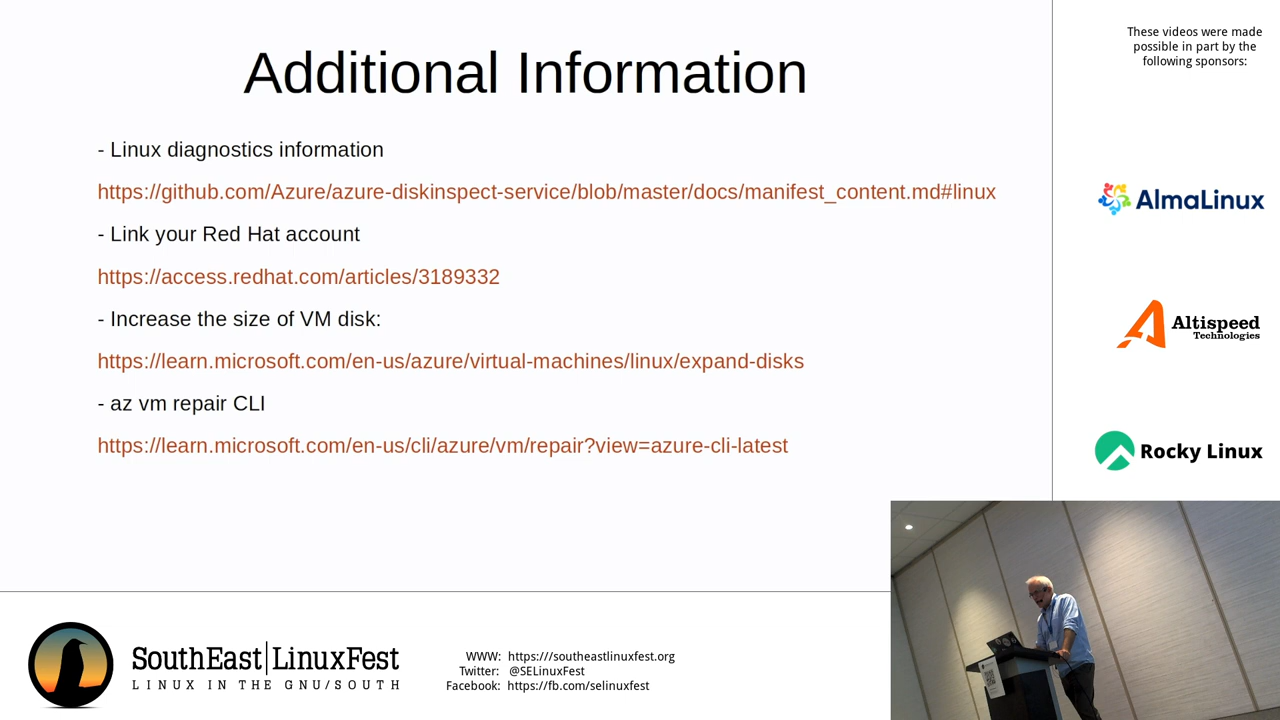 Additional Information
- Linux diagnostics information
https://github.com/Azure/azure-diskinspect-service/blob/master/docs/manifest_content.md#linux
- Link your Red Hat account
https://access.redhat.com/articles/3189332
- Increase the size of VM disk:
https://learn.microsoft.com/en-us/azure/virtual-machines/linux/expand-disks
- az vm repair CLI
https://learn.microsoft.com/en-us/cli/azure/vm/repair?view=azure-cli-latest
These videos were made
possible in part by the
following sponsors:
AlmaLinux
Altispeed
Technologies
Rocky Linux
SouthEast|LinuxFest
LINUX IN THE GNU/SOUTH
WWW: https:///southeastlinuxfest.org
Twitter: @SELinuxFest
Facebook: https://fb.com/selinuxfest